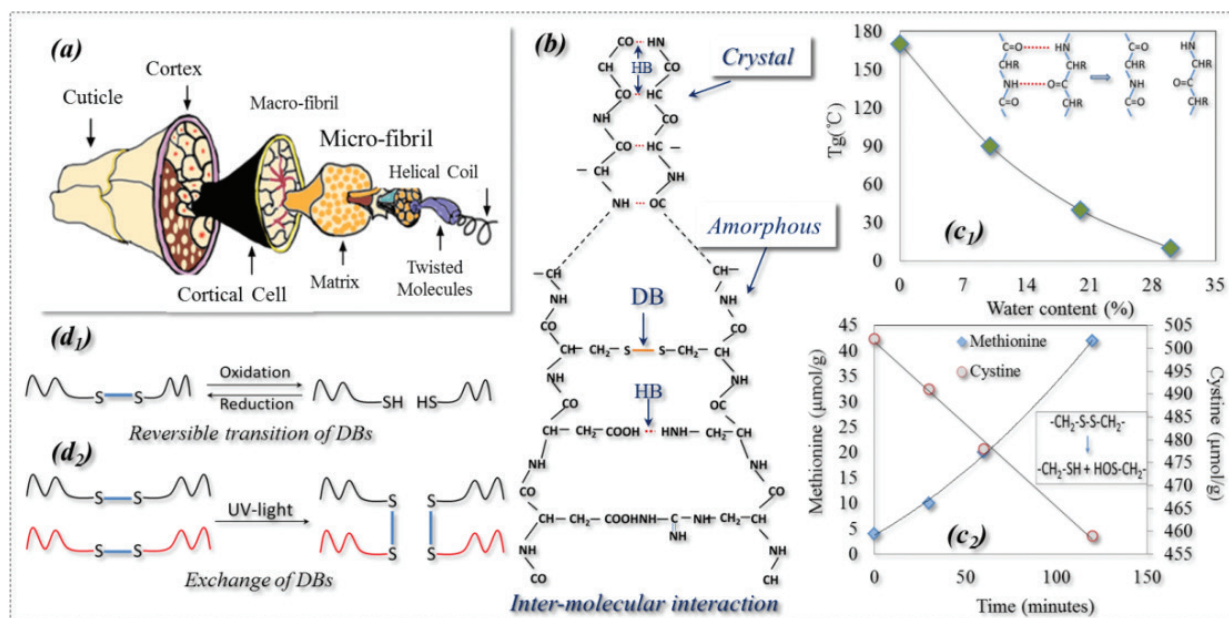 (a)
Cortex
Cuticle
Macro-fibril
Micro-fibril
Helical Coil
Matrix
Twisted
Molecules
Cortical Cell
(b)
CO HN
HB
CO
CO HC
Crystal
NH
CO
CO HC
CH
NH
NH OC
Amorphous
CH
CH
NH
NH
DB
CO
CO
CH—CH₂—S—S—CH₂—CH
NH
NH
HB
CO
OC
CH—CH₂—COOH HNH—CH₂—CH
NH
NH
CO
CO
CH—CH₂—COOHNH—C—NH—CH₂—CH
NH
NH
NH
CO
CH
Inter-molecular interaction
(c₁)
Tg(℃)
180
150
120
90
60
30
0
0 7 14 21 28 35
Water content (%)
C=O HN C=O HN
CHR CHR CHR CHR
NH O=C NH O=C
C=O CHR C=O CHR
(c₂)
Methionine (μmol/g)
45
40
35
30
25
20
15
10
5
0
Methionine
Cystine
-CH₂-S-S-CH₂-
-CH₂-SH + HOS-CH₂-
505
500
495
490
485
480
475
470
465
460
455
Cystine (μmol/g)
0 50 100 150
Time (minutes)
(d₁)
S S
Oxidation
Reduction
SH HS
Reversible transition of DBs
(d₂)
S S
S S
UV-light
S S
S S
Exchange of DBs